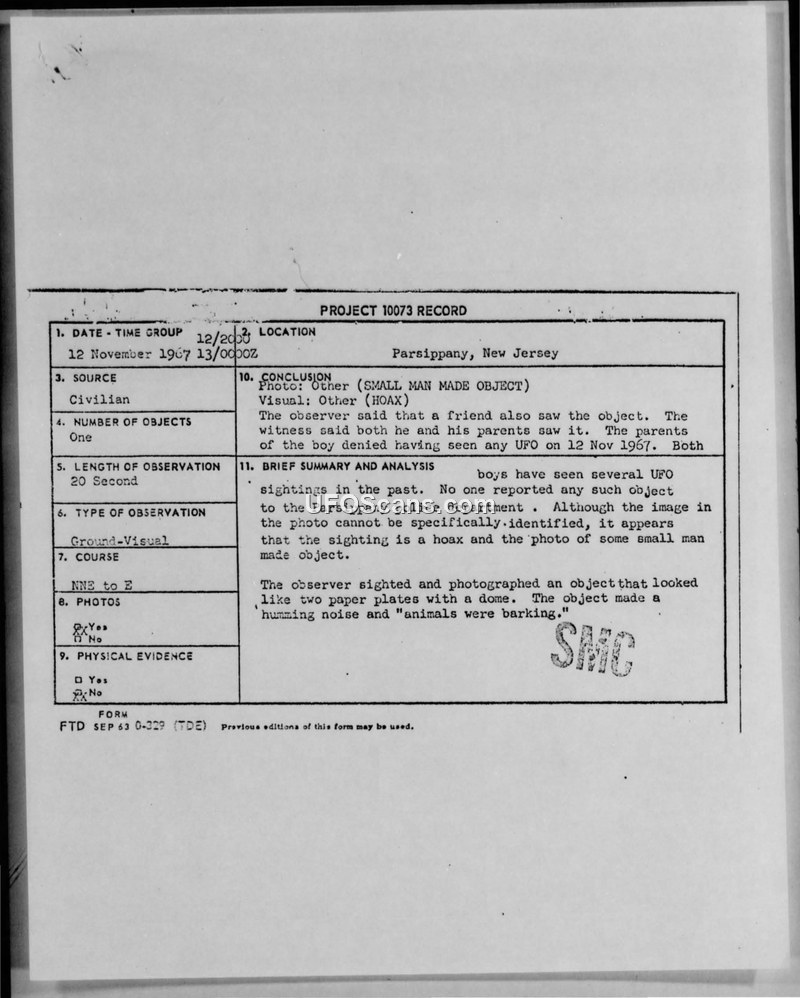 PROJECT 10073 RECORD
1. DATE - TIME GROUP
12 November 1967
2. LOCATION
Parsippany, New Jersey
3. SOURCE
Civilian
4. NUMBER OF OBJECTS
One
5. LENGTH OF OBSERVATION
20 Second
6. TYPE OF OBSERVATION
Ground-Visual
7. COURSE
NNE to E
8. PHOTOS
Yes
No
9. PHYSICAL EVIDENCE
Yes
No
10. CONCLUSION
Photo: Other (SMALL MAN MADE OBJECT)
Visual: Other (HOAX)
The observer said that a friend also saw the object. The
witness said both he and his parents saw it. The parents
of the boy denied having seen any UFO on 12 Nov 1967. Both
11. BRIEF SUMMARY AND ANALYSIS
boys have seen several UFO
sightings in the past. No one reported any such object
to the Parsippany Police Department . Although the image in
the photo cannot be specifically identified, it appears
that the sighting is a hoax and the photo of some small man
made object.
The observer sighted and photographed an object that looked
like two paper plates with a dome. The object made a
humming noise and "animals were barking."
SMC
FORM
FTD SEP 63 0-329 (TDE) Previous editions of this form may be used.
UFOScans.com